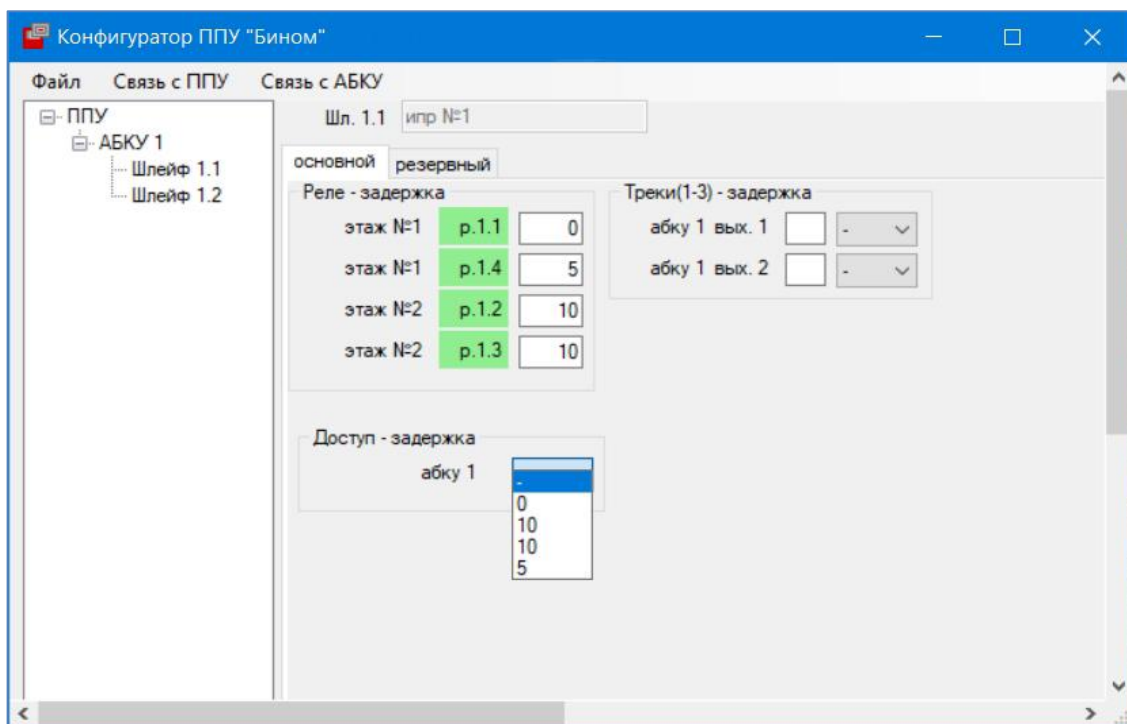 Конфигуратор ППУ "Бином"
Файл Связь с ППУ Связь с АБКУ
ППУ
АБКУ 1
Шлейф 1.1
Шлейф 1.2
Шл. 1.1 ипр №1
основной резервный
Реле - задержка
этаж №1 р.1.1 0
этаж №1 р.1.4 5
этаж №2 р.1.2 10
этаж №2 р.1.3 10
Треки(1-3) - задержка
абку 1 вых. 1 -
абку 1 вых. 2 -
Доступ - задержка
абку 1
-
0
10
10
5